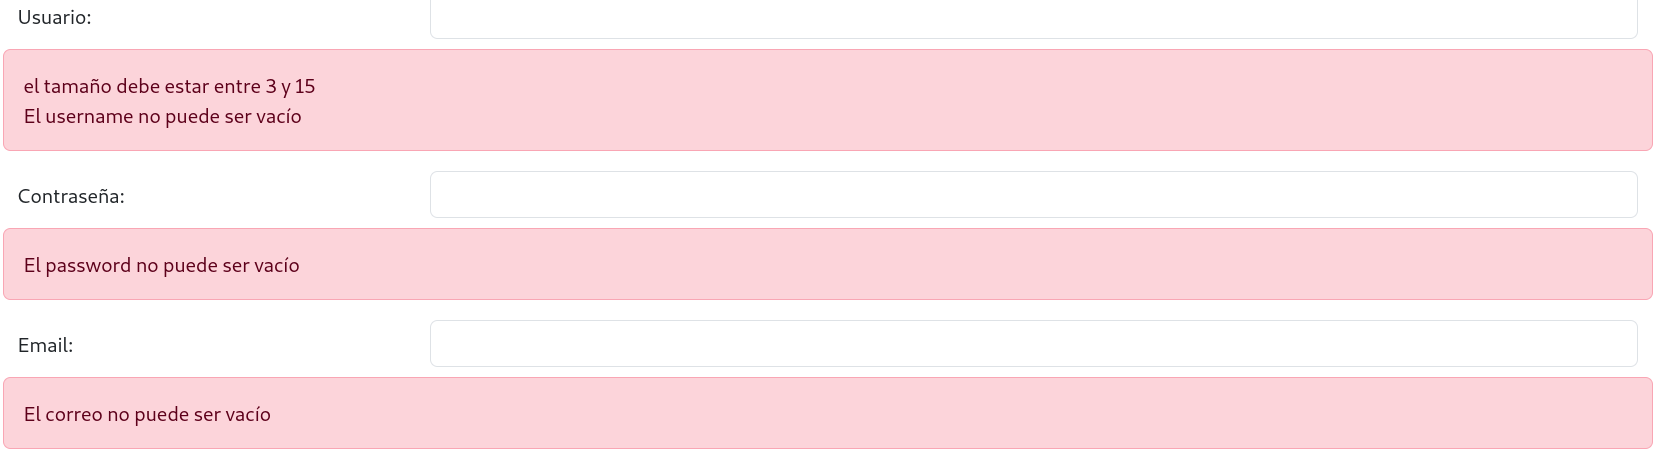 Usuario:
el tamaño debe estar entre 3 y 15
El username no puede ser vacío
Contraseña:
El password no puede ser vacío
Email:
El correo no puede ser vacío